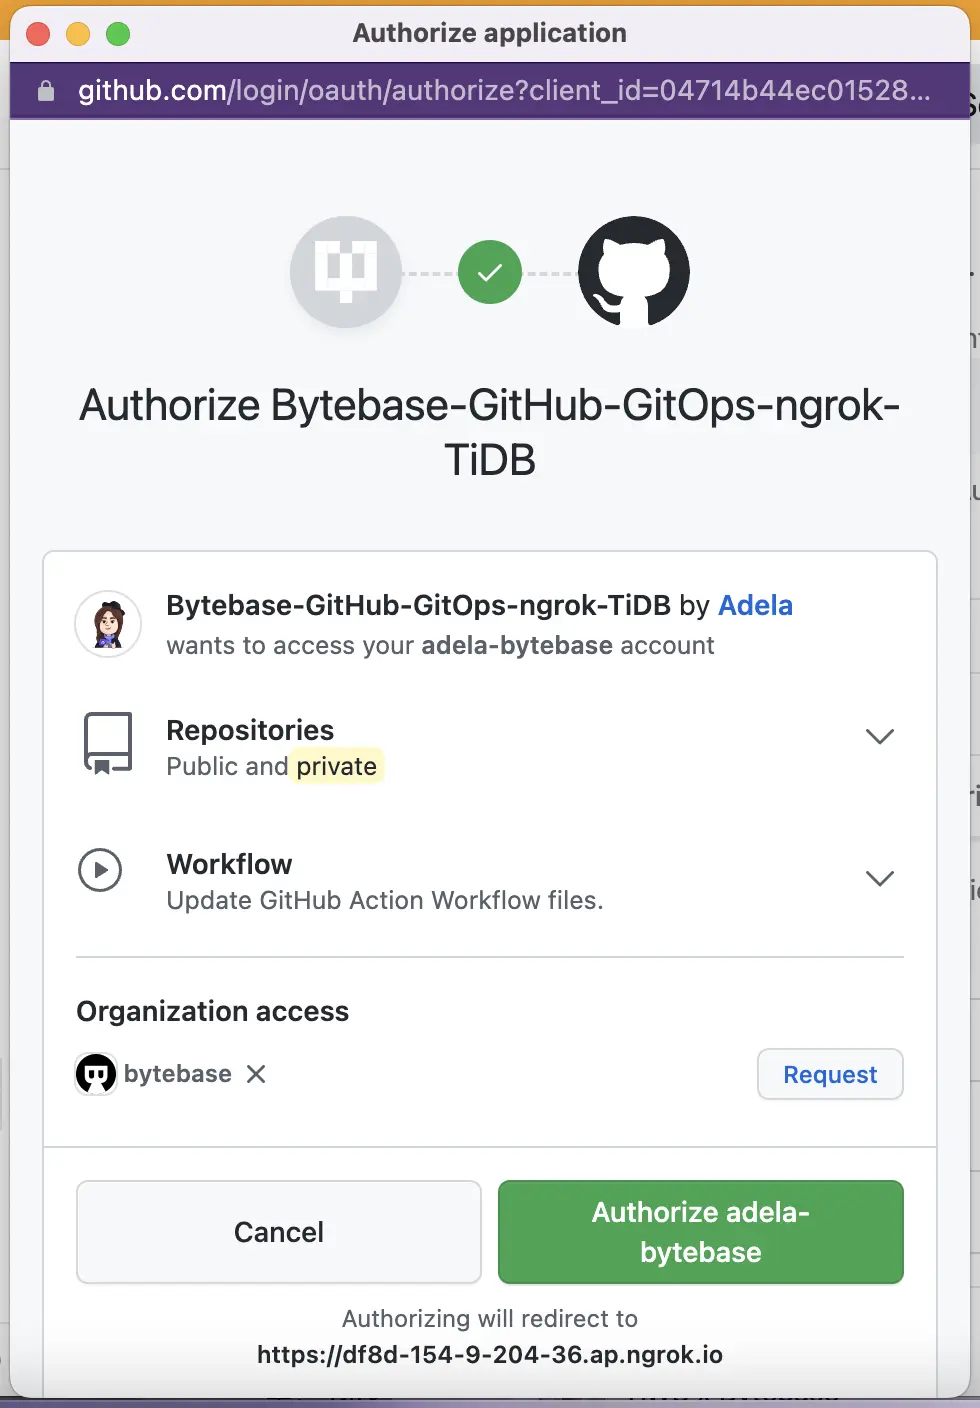 Authorize application
github.com/login/oauth/authorize?client_id=04714b44ec01528...
Authorize Bytebase-GitHub-GitOps-ngrok-
TiDB
Bytebase-GitHub-GitOps-ngrok-TiDB by Adela
wants to access your adela-bytebase account
Repositories
Public and private
Workflow
Update GitHub Action Workflow files.
Organization access
bytebase
Request
Cancel
Authorize adela-
bytebase
Authorizing will redirect to
https://df8d-154-9-204-36.ap.ngrok.io